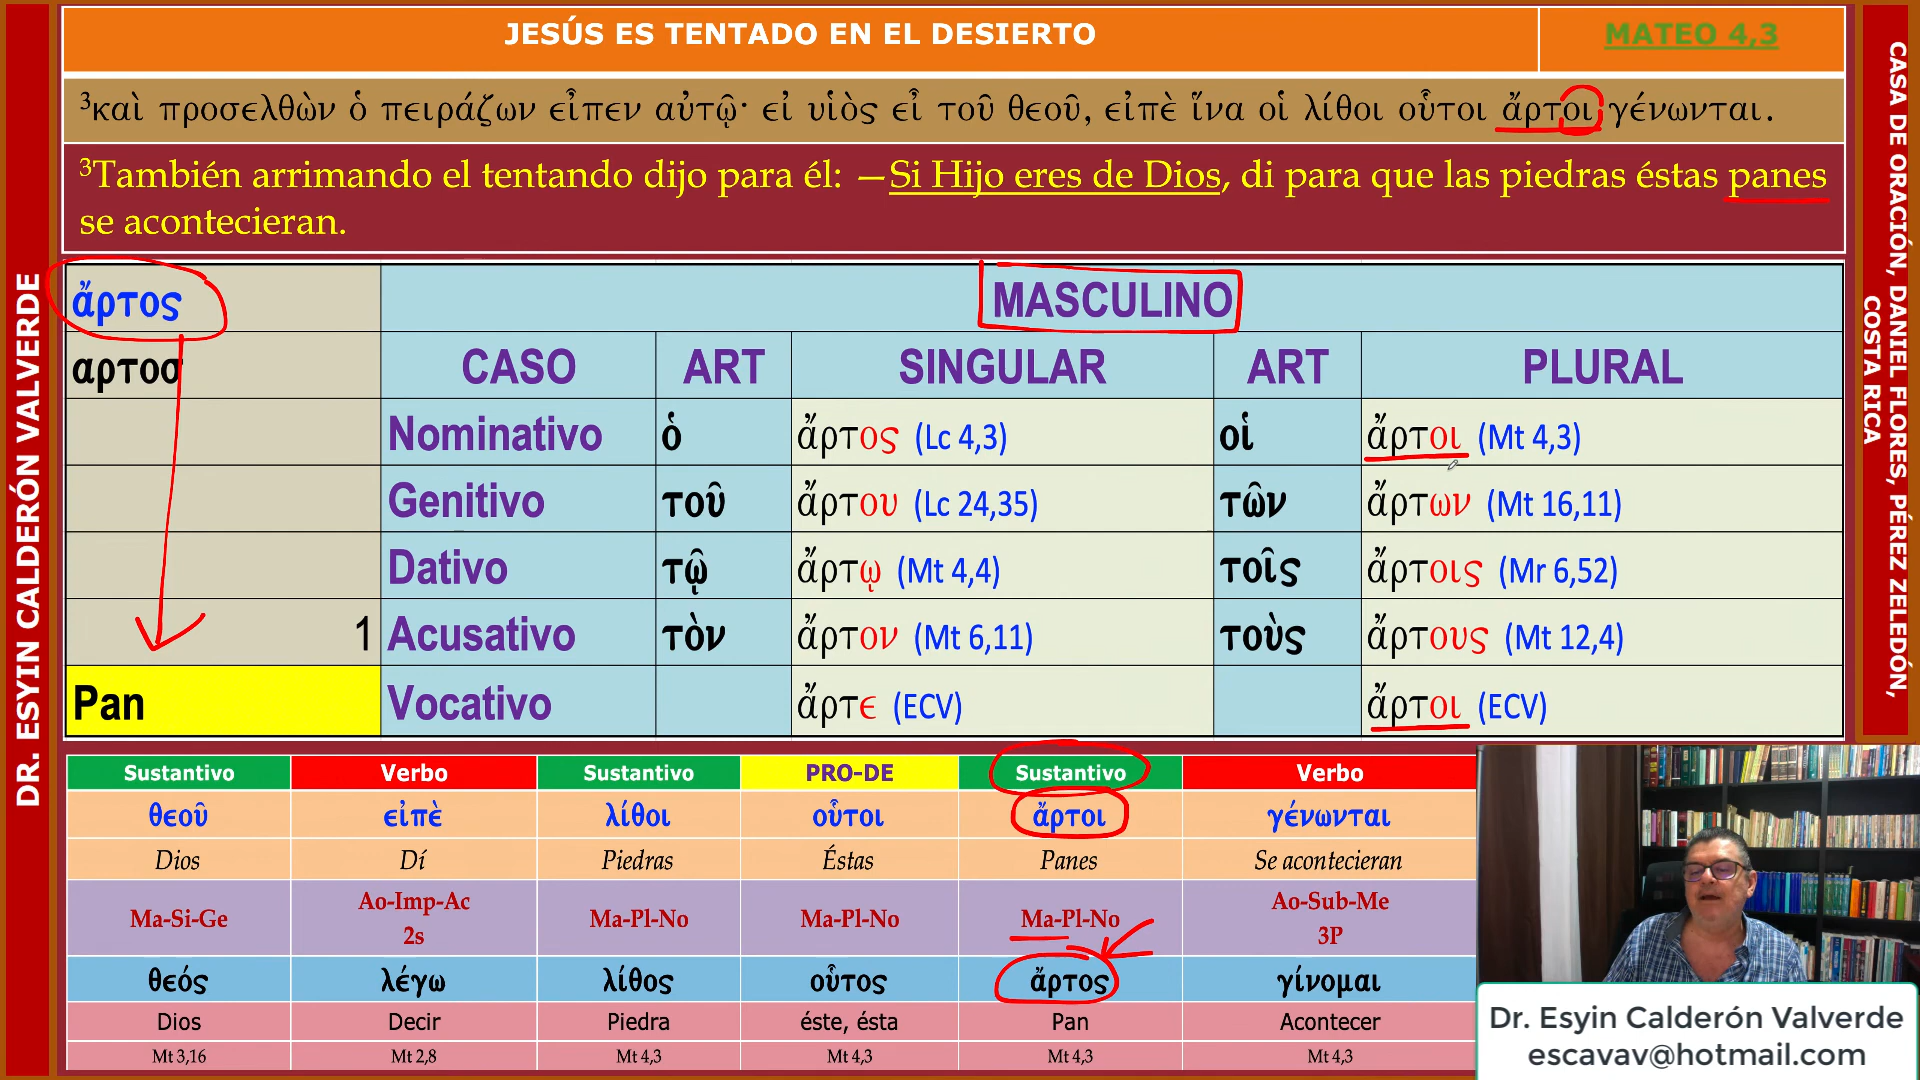 JESÚS ES TENTADO EN EL DESIERTO
MATEO 4,3
³καὶ προσελθὼν ὁ πειράζων εἶπεν αὐτῷ· εἰ υἱὸς εἶ τοῦ θεοῦ, εἰπὲ ἵνα οἱ λίθοι οὗτοι ἄρτοι γένωνται.
³También arrimando el tentando dijo para él: —Si Hijo eres de Dios, di para que las piedras éstas panes
se acontecieran.
ἄρτος MASCULINO
αρτοσ CASO ART SINGULAR ART PLURAL
Nominativo ὁ ἄρτος (Lc 4,3) οἱ ἄρτοι (Mt 4,3)
Genitivo τοῦ ἄρτου (Lc 24,35) τῶν ἄρτων (Mt 16,11)
Dativo τῷ ἄρτῳ (Mt 4,4) τοῖς ἄρτοις (Mr 6,52)
1 Acusativo τὸν ἄρτον (Mt 6,11) τοὺς ἄρτους (Mt 12,4)
Pan Vocativo ἄρτε (ECV) ἄρτοι (ECV)
Sustantivo Verbo Sustantivo PRO-DE Sustantivo Verbo
θεοῦ εἰπὲ λίθοι οὗτοι ἄρτοι γένωνται
Dios Dí Piedras Éstas Panes Se acontecieran
Ma-Si-Ge Ao-Imp-Ac 2s Ma-Pl-No Ma-Pl-No Ma-Pl-No Ao-Sub-Me 3P
θεός λέγω λίθος οὗτος ἄρτος γίνομαι
Dios Decir Piedra éste, ésta Pan Acontecer
Mt 3,16 Mt 2,8 Mt 4,3 Mt 4,3 Mt 4,3 Mt 4,3
DR. ESYIN CALDERÓN VALVERDE
CASA DE ORACIÓN, DANIEL FLORES, PÉREZ ZELEDÓN,
COSTA RICA
Dr. Esyin Calderón Valverde
escavav@hotmail.com